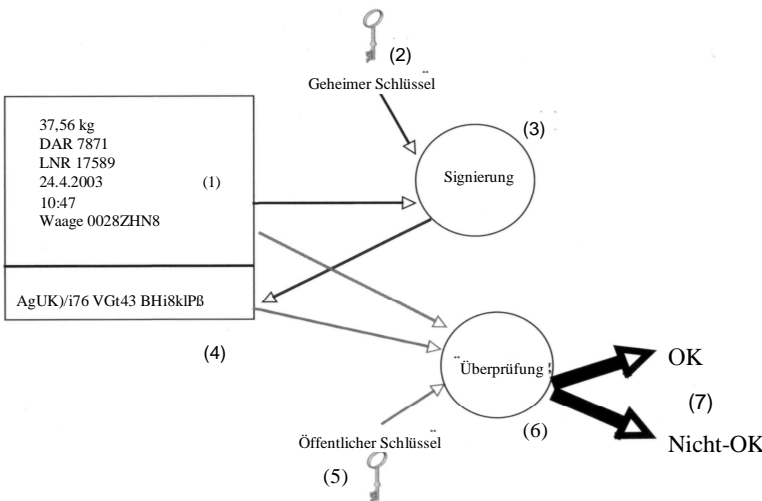 (2)
Geheimer Schlüssel
37,56 kg
DAR 7871
LNR 17589
24.4.2003
(1)
10:47
Waage 0028ZHN8
(3)
Signierung
AgUK)/i76 VGt43 BHi8klPß
(4)
Überprüfung
OK
(7)
(6)
Nicht-OK
Öffentlicher Schlüssel
(5)